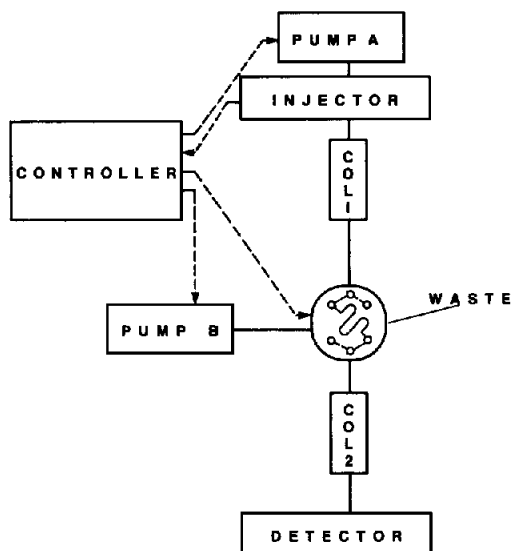 PUMP A
INJECTOR
CONTROLLER
COL1
WASTE
PUMP B
COL2
DETECTOR